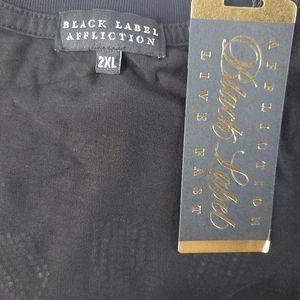 BLACK LABEL
AFFLICTION
2XL
AFFLICTION
Black Label
LIVE FAST